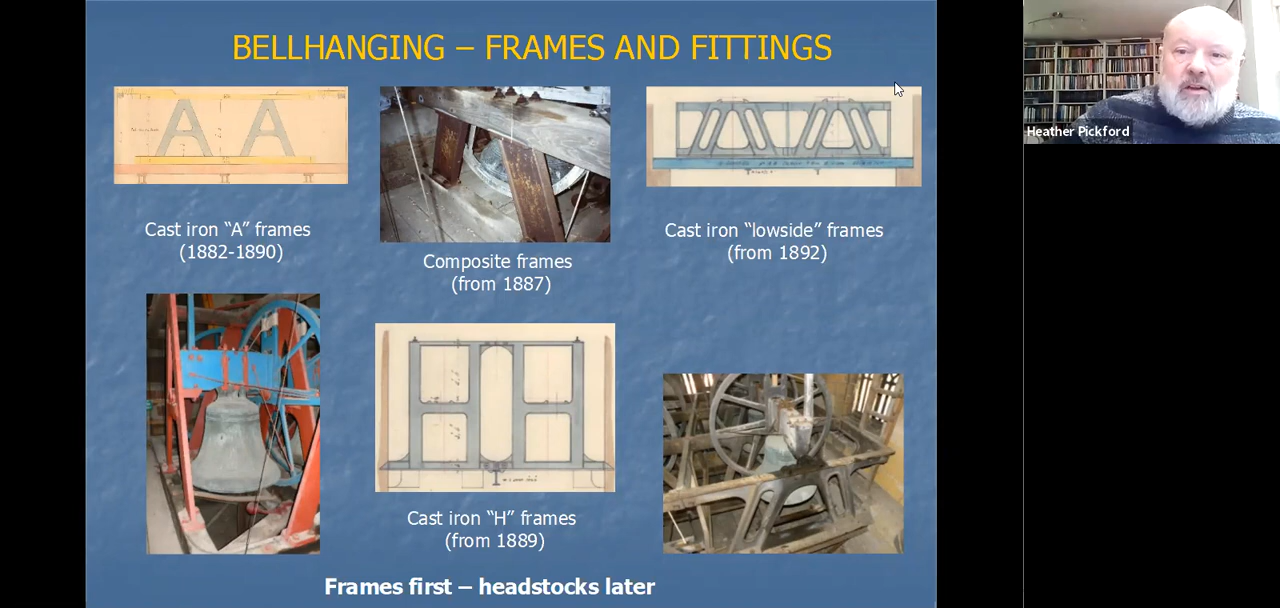 BELLHANGING – FRAMES AND FITTINGS
Heather Pickford
Cast iron “A” frames
(1882-1890)
Composite frames
(from 1887)
Cast iron “lowside” frames
(from 1892)
Cast iron “H” frames
(from 1889)
Frames first – headstocks later